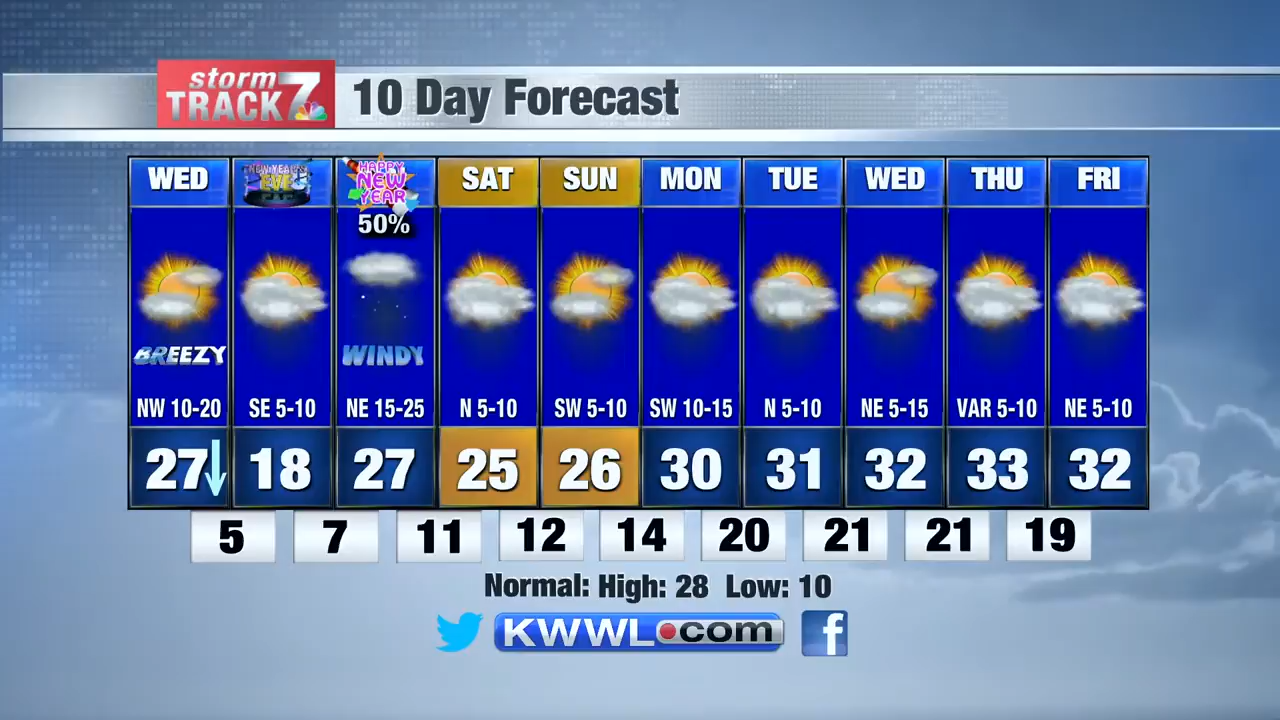 storm
TRACK 7
10 Day Forecast
WED
NEW YEAR'S
EVE
HAPPY
NEW
YEAR
SAT
SUN
MON
TUE
WED
THU
FRI
50%
BREEZY
WINDY
NW 10-20
SE 5-10
NE 15-25
N 5-10
SW 5-10
SW 10-15
N 5-10
NE 5-15
VAR 5-10
NE 5-10
27
18
27
25
26
30
31
32
33
32
5
7
11
12
14
20
21
21
19
Normal: High: 28 Low: 10
KWWL.com
f